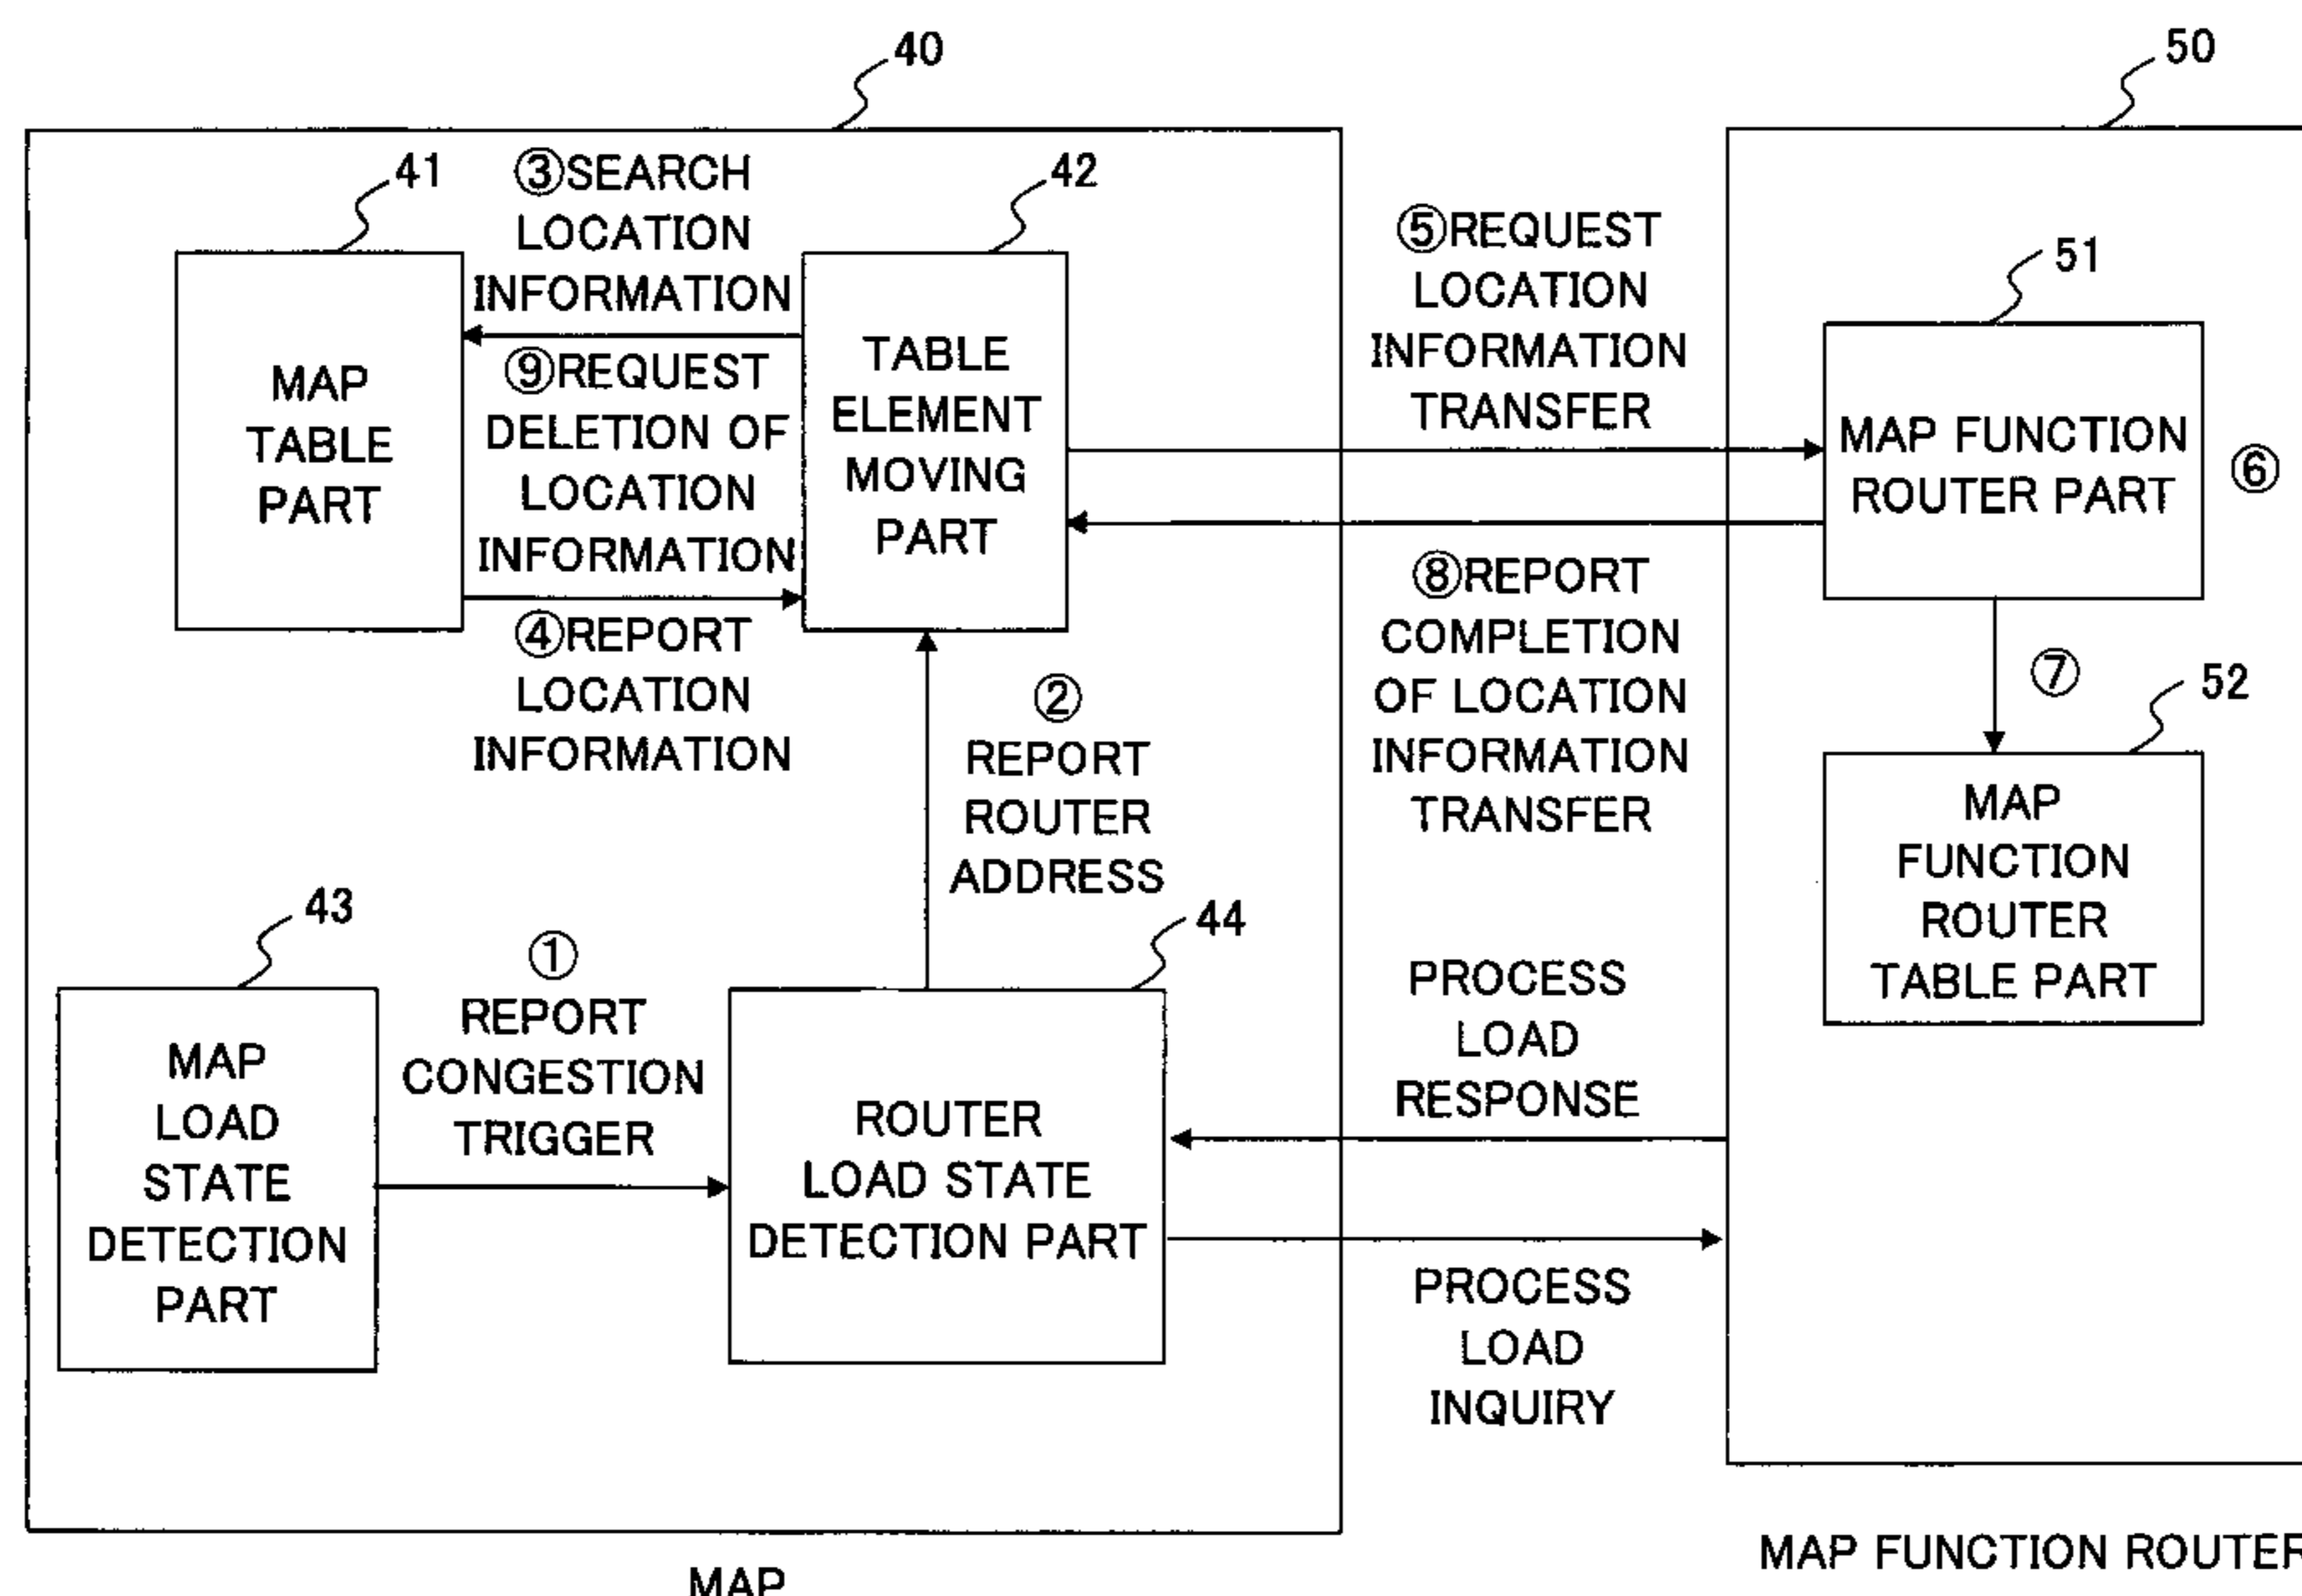 40
50
41
③SEARCH
LOCATION
INFORMATION
42
⑤REQUEST
LOCATION
INFORMATION
TRANSFER
51
MAP
TABLE
PART
⑨REQUEST
DELETION OF
LOCATION
INFORMATION
TABLE
ELEMENT
MOVING
PART
MAP FUNCTION
ROUTER PART
⑥
④REPORT
LOCATION
INFORMATION
②
REPORT
ROUTER
ADDRESS
⑧REPORT
COMPLETION
OF LOCATION
INFORMATION
TRANSFER
⑦
52
MAP
FUNCTION
ROUTER
TABLE PART
43
①
REPORT
CONGESTION
TRIGGER
44
MAP
LOAD
STATE
DETECTION
PART
ROUTER
LOAD STATE
DETECTION PART
PROCESS
LOAD
RESPONSE
PROCESS
LOAD
INQUIRY
MAP
MAP FUNCTION ROUTER